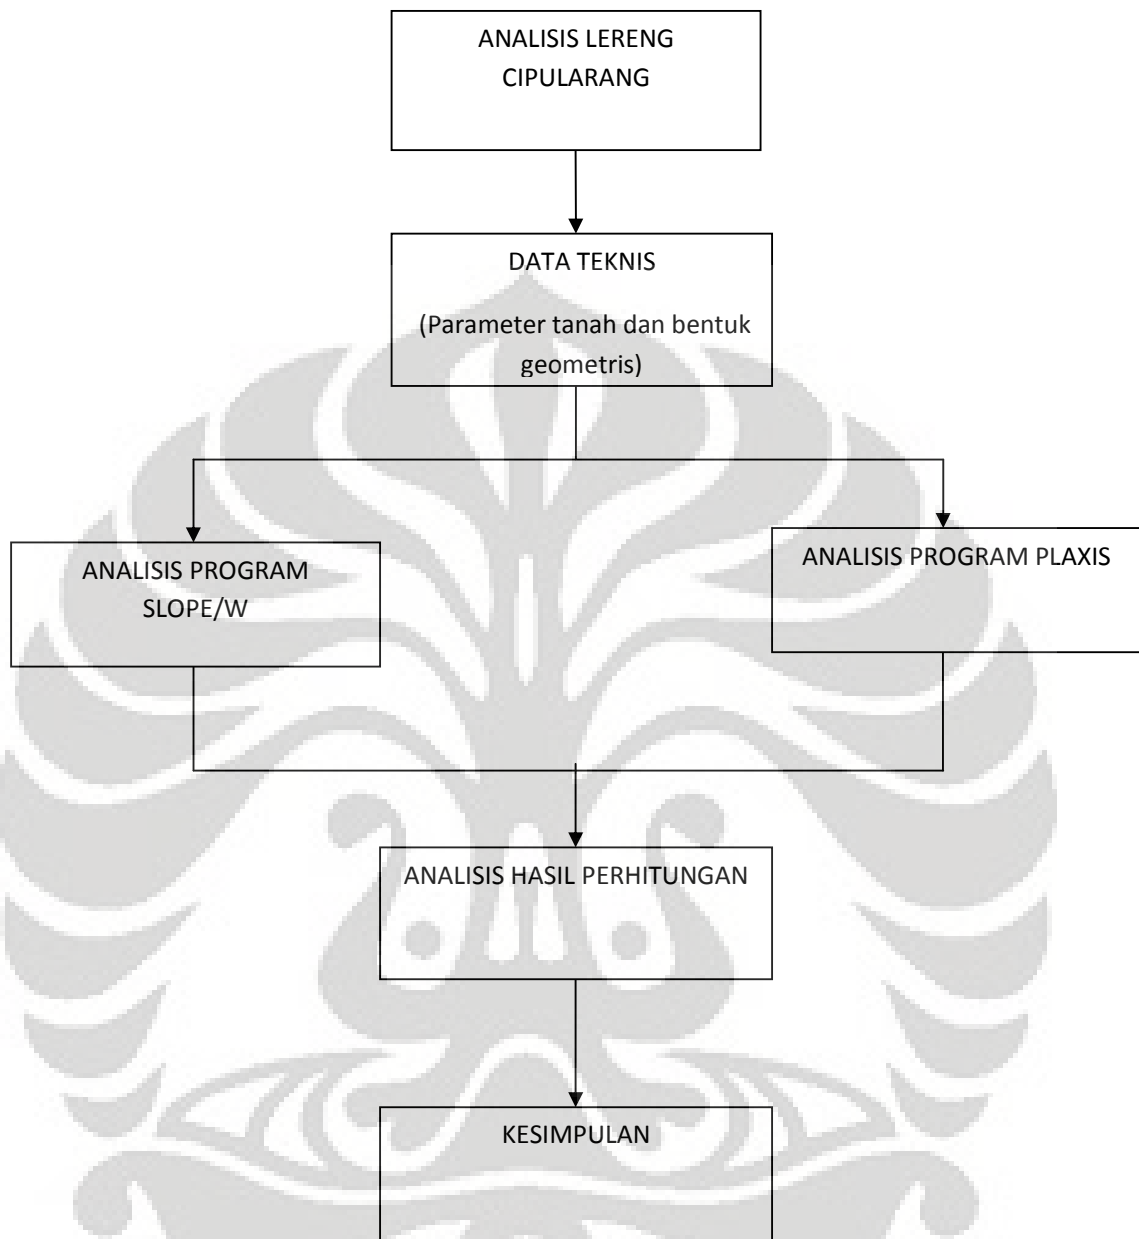 ANALISIS LERENG
CIPULARANG
DATA TEKNIS
(Parameter tanah dan bentuk
geometris)
ANALISIS PROGRAM
SLOPE/W
ANALISIS PROGRAM PLAXIS
ANALISIS HASIL PERHITUNGAN
KESIMPULAN